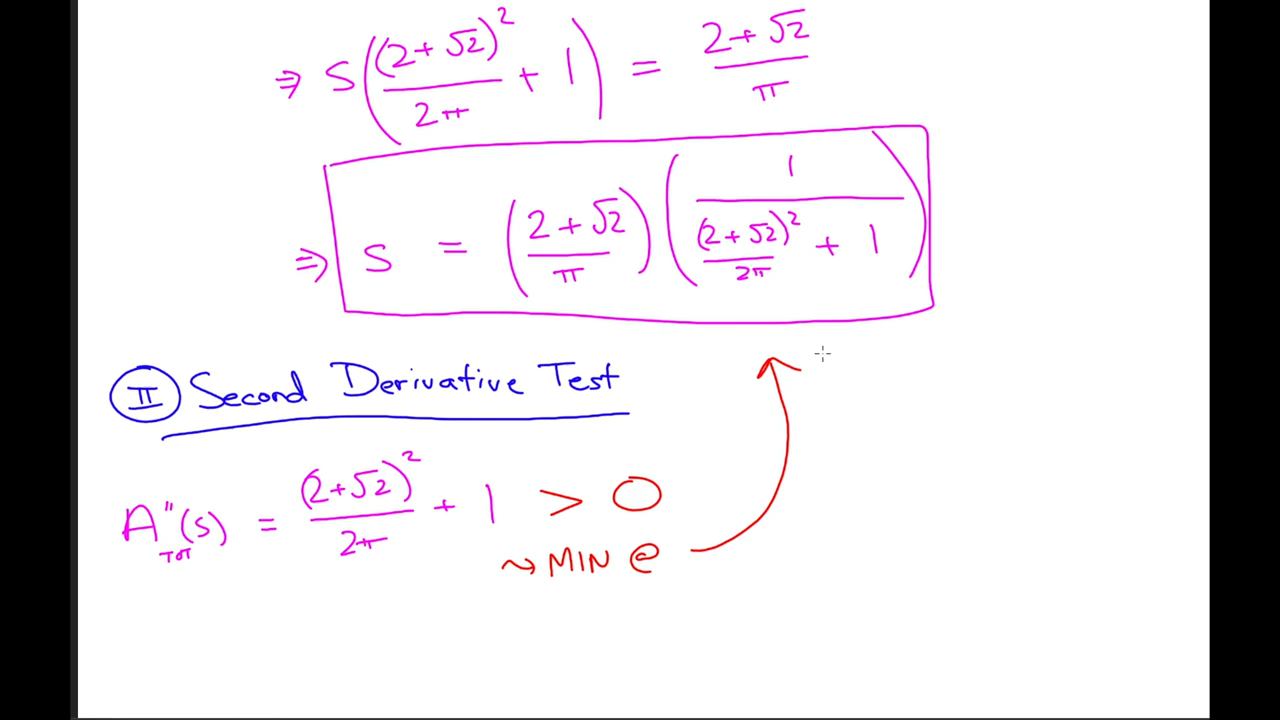 ⇒ S((2+√2)²/2π + 1) = 2+√2/π
⇒ S = (2+√2/π)(1/((2+√2)²/2π + 1))
II Second Derivative Test
A"TOT(S) = (2+√2)²/2π + 1 > 0
⤳ MIN @